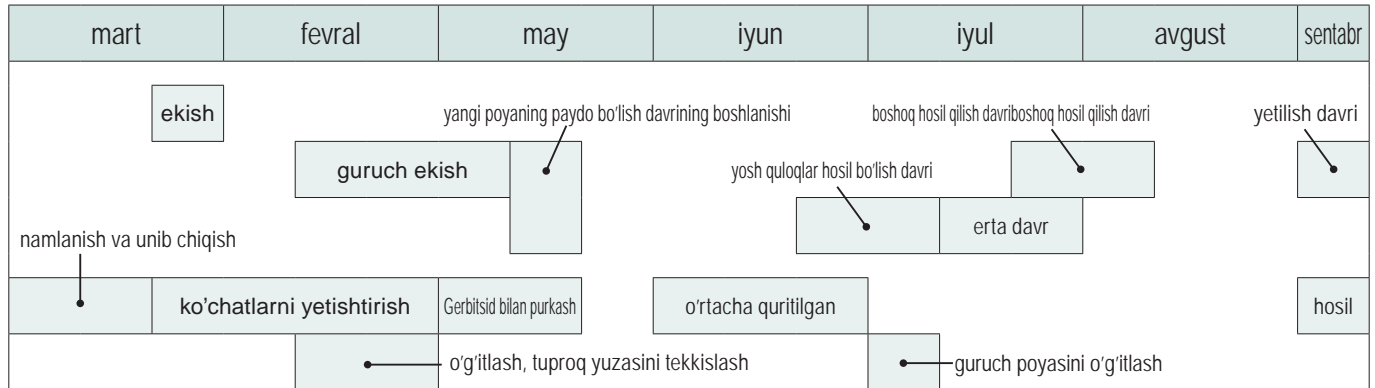 mart fevral may iyun iyul avgust sentabr
ekish
yangi poyaning paydo bo'lish davrining boshlanishi
boshoq hosil qilish davriboshoq hosil qilish davri
yetilish davri
guruch ekish
yosh quloqlar hosil bo'lish davri
erta davr
namlanish va unib chiqish
ko'chatlarni yetishtirish
Gerbitsid bilan purkash
o'rtacha quritilgan
hosil
o'g'itlash, tuproq yuzasini tekkislash
guruch poyasini o'g'itlash